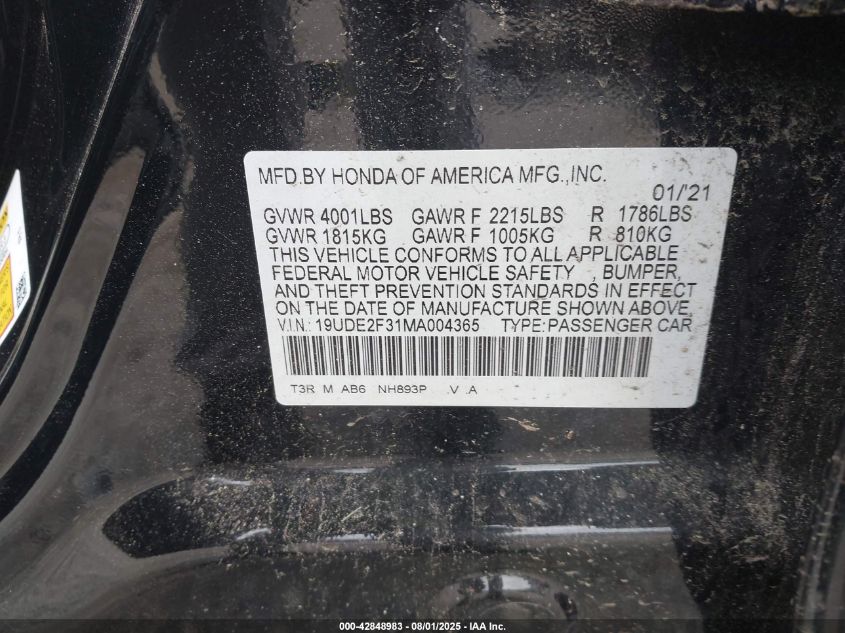 MFD.BY HONDA OF AMERICA MFG.,INC.
01/'21
GVWR 4001LBS GAWR F 2215LBS R 1786LBS
GVWR 1815KG GAWR F 1005KG R 810KG
THIS VEHICLE CONFORMS TO ALL APPLICABLE
FEDERAL MOTOR VEHICLE SAFETY , BUMPER,
AND THEFT PREVENTION STANDARDS IN EFFECT
ON THE DATE OF MANUFACTURE SHOWN ABOVE.
V.I.N.: 19UDE2F31MA004365 TYPE:PASSENGER CAR
T3R M AB6 NH893P .V .A
000-42848983 — 08/01/2025 — IAA Inc.